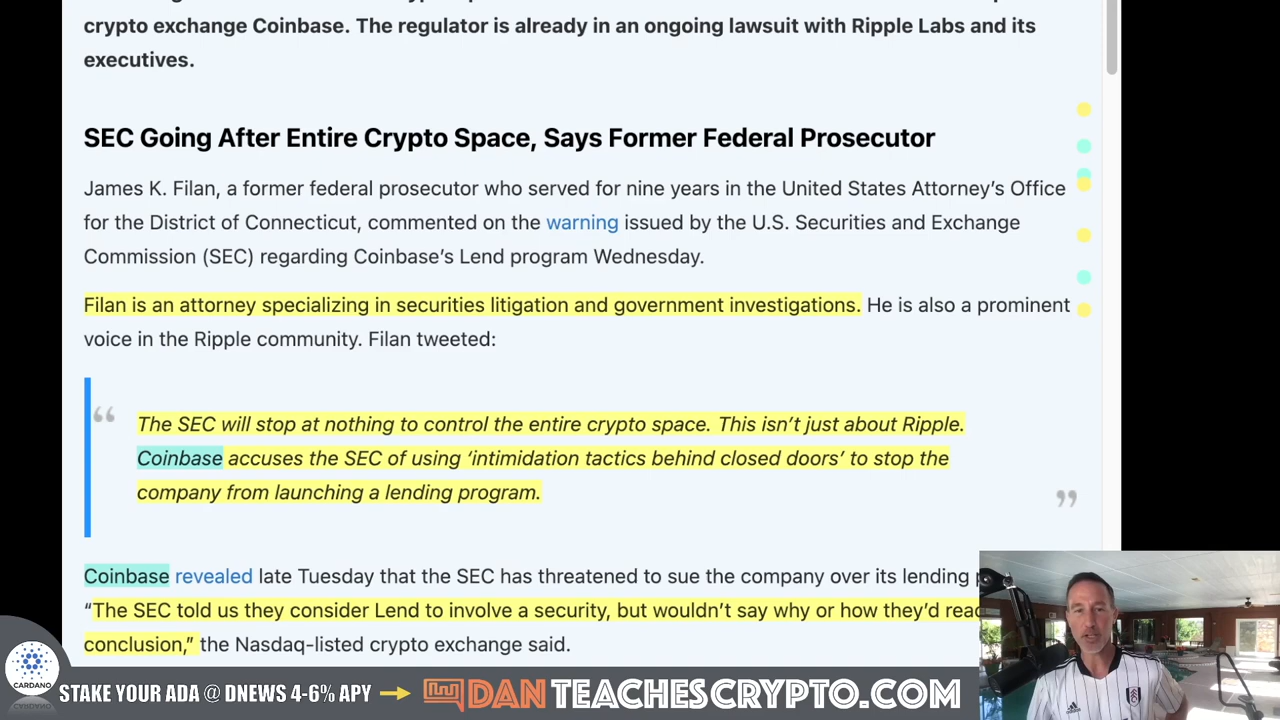 crypto exchange Coinbase. The regulator is already in an ongoing lawsuit with Ripple Labs and its
executives.
SEC Going After Entire Crypto Space, Says Former Federal Prosecutor
James K. Filan, a former federal prosecutor who served for nine years in the United States Attorney’s Office
for the District of Connecticut, commented on the warning issued by the U.S. Securities and Exchange
Commission (SEC) regarding Coinbase’s Lend program Wednesday.
Filan is an attorney specializing in securities litigation and government investigations. He is also a prominent
voice in the Ripple community. Filan tweeted:
“
The SEC will stop at nothing to control the entire crypto space. This isn’t just about Ripple.
Coinbase accuses the SEC of using ‘intimidation tactics behind closed doors’ to stop the
company from launching a lending program.
”
Coinbase revealed late Tuesday that the SEC has threatened to sue the company over its lending
“The SEC told us they consider Lend to involve a security, but wouldn’t say why or how they’d
conclusion,” the Nasdaq-listed crypto exchange said.
CARDANO
STAKE YOUR ADA @ DNEWS 4-6% APY
DANTEACHESCRYPTO.COM